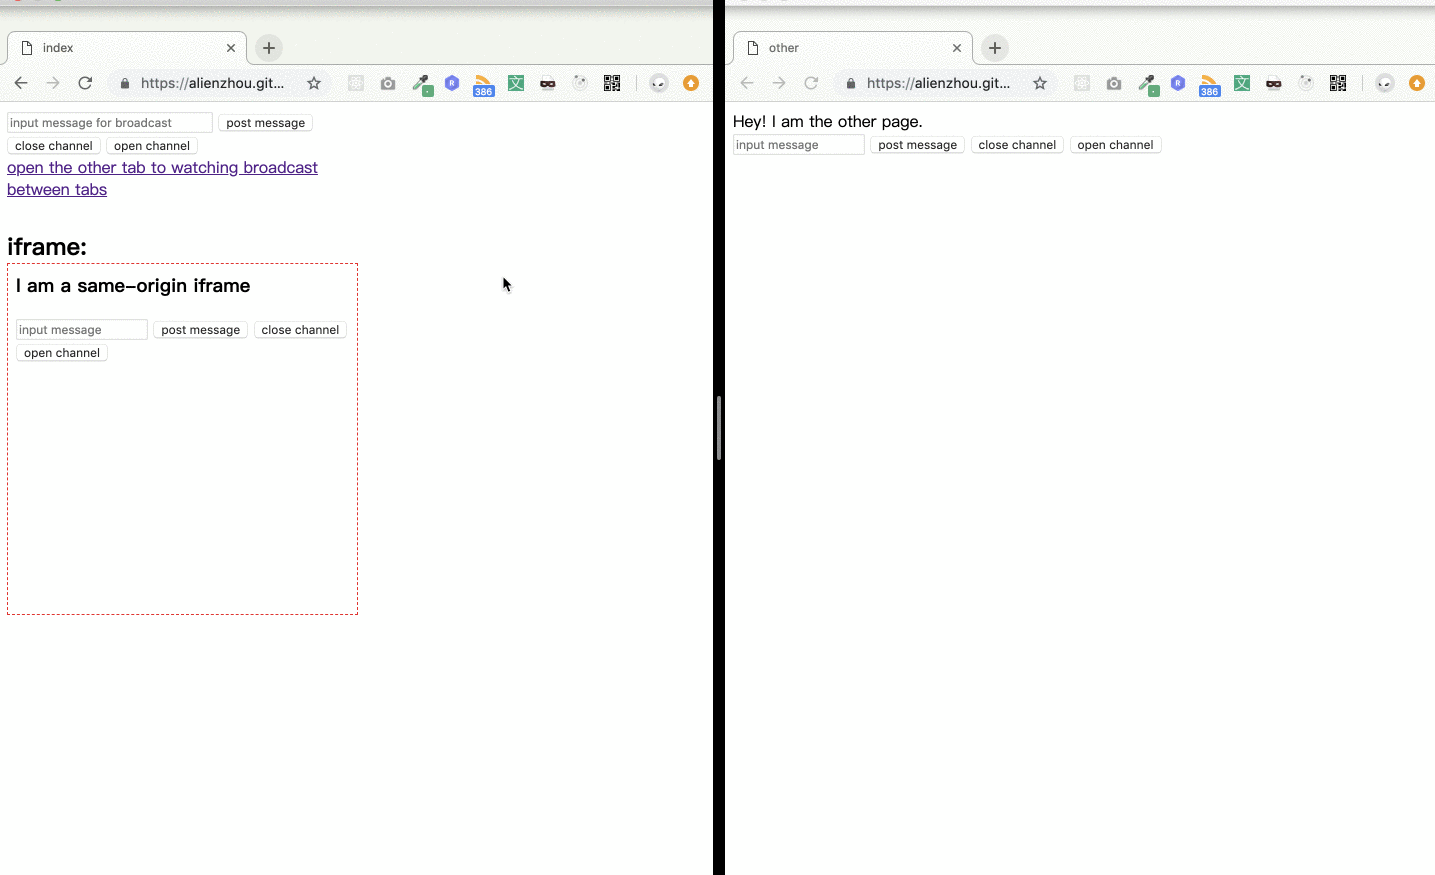 index
https://alienzhou.git...
386
input message for broadcast post message
close channel open channel
open the other tab to watching broadcast
between tabs
iframe:
I am a same-origin iframe
input message post message close channel
open channel
other
https://alienzhou.git...
386
Hey! I am the other page.
input message post message close channel open channel